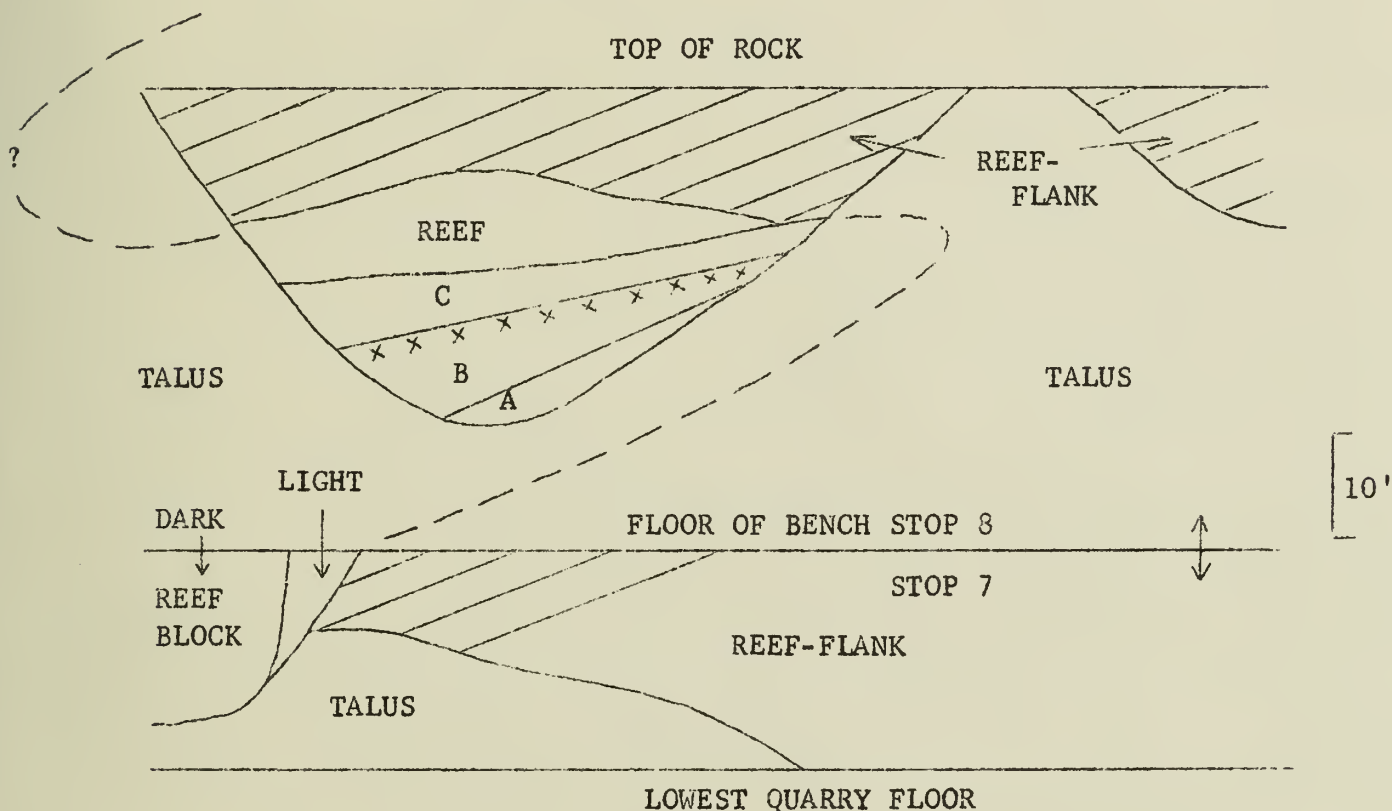 TOP OF ROCK
?
REEF-
FLANK
REEF
C
B
A
TALUS
TALUS
10'
LIGHT
DARK
FLOOR OF BENCH STOP 8
STOP 7
REEF
BLOCK
REEF-FLANK
TALUS
LOWEST QUARRY FLOOR